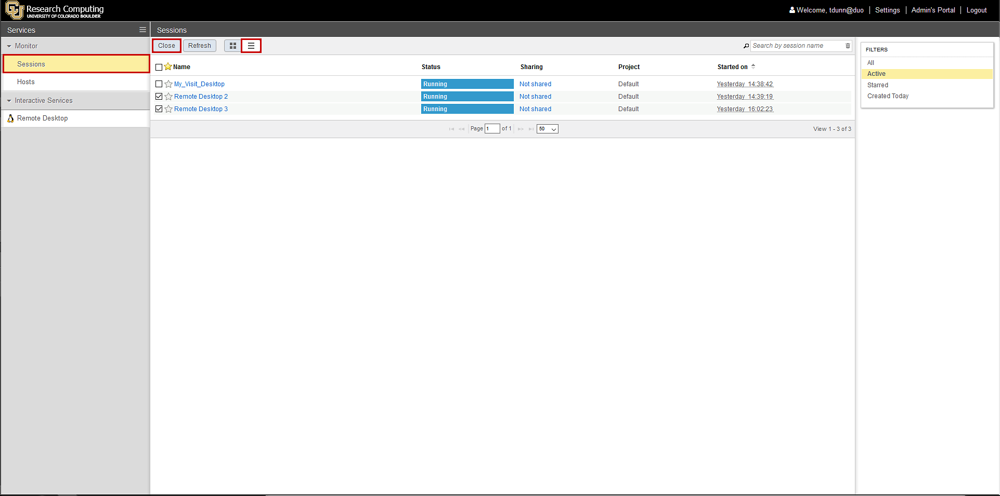 Research Computing
UNIVERSITY OF COLORADO BOULDER
Welcome, tdunn@duo | Settings | Admin's Portal | Logout
Services
Sessions
Monitor
Sessions
Hosts
Interactive Services
Remote Desktop
Close Refresh Search by session name
Name Status Sharing Project Started on
My_Visit_Desktop Running Not shared Default Yesterday 14:38:42
Remote Desktop 2 Running Not shared Default Yesterday 14:39:19
Remote Desktop 3 Running Not shared Default Yesterday 16:02:23
Page 1 of 1 50 View 1 - 3 of 3
FILTERS
All
Active
Starred
Created Today